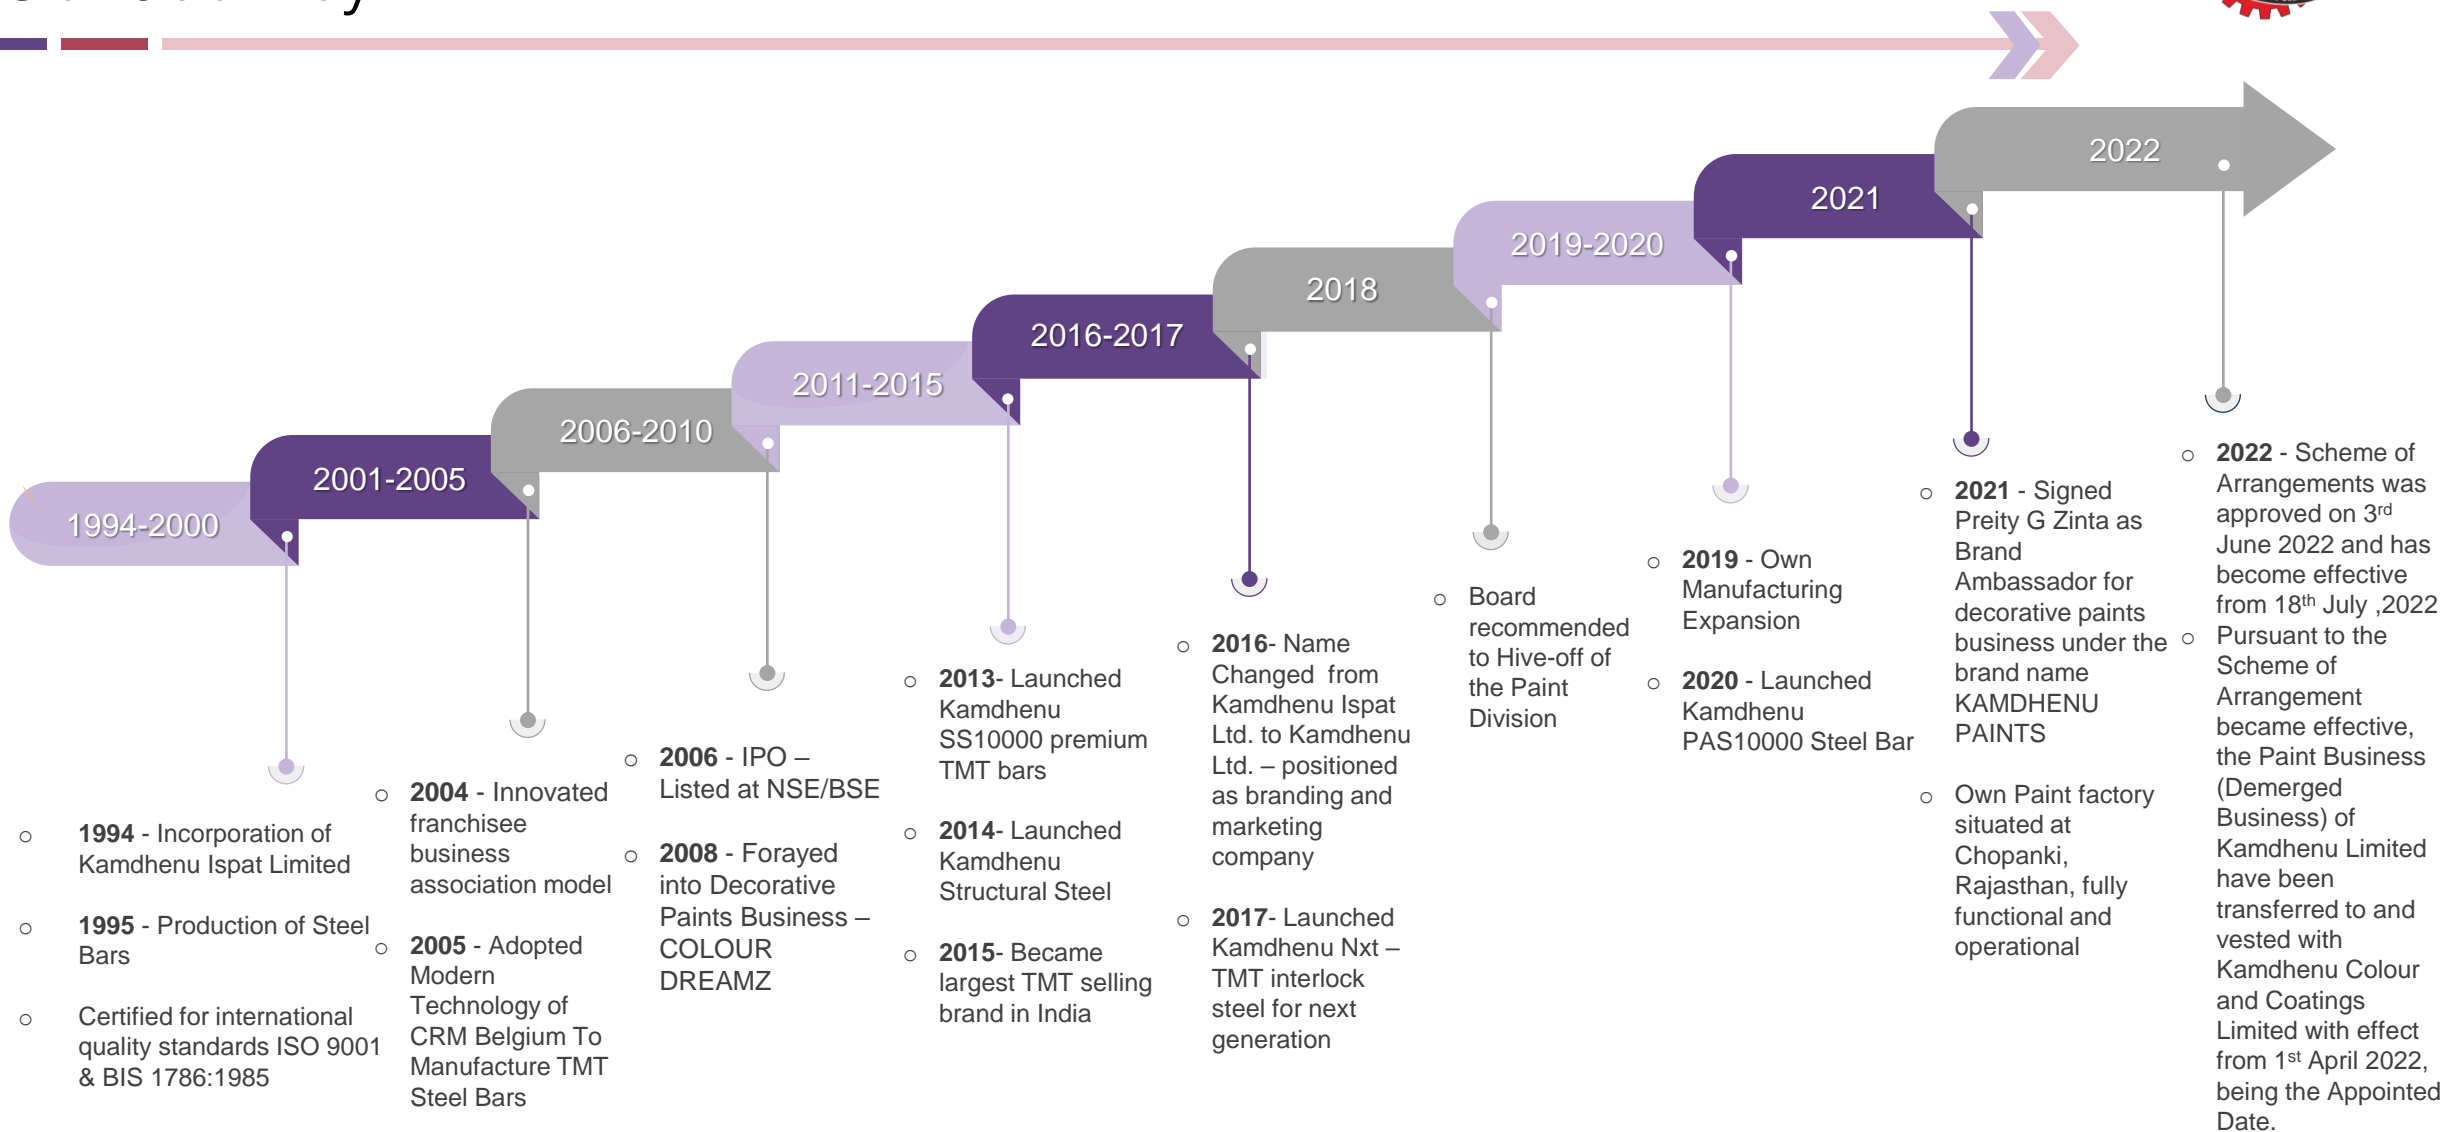 1994-2000
2001-2005
2006-2010
2011-2015
2016-2017
2018
2019-2020
2021
2022
○ 1994 - Incorporation of
Kamdhenu Ispat Limited
○ 1995 - Production of Steel
Bars
○ Certified for international
quality standards ISO 9001
& BIS 1786:1985
○ 2004 - Innovated
franchisee
business
association model
○ 2005 - Adopted
Modern
Technology of
CRM Belgium To
Manufacture TMT
Steel Bars
○ 2006 - IPO –
Listed at NSE/BSE
○ 2008 - Forayed
into Decorative
Paints Business –
COLOUR
DREAMZ
○ 2013- Launched
Kamdhenu
SS10000 premium
TMT bars
○ 2014- Launched
Kamdhenu
Structural Steel
○ 2015- Became
largest TMT selling
brand in India
○ 2016- Name
Changed from
Kamdhenu Ispat
Ltd. to Kamdhenu
Ltd. – positioned
as branding and
marketing
company
○ 2017- Launched
Kamdhenu Nxt –
TMT interlock
steel for next
generation
○ Board
recommended
to Hive-off of
the Paint
Division
○ 2019 - Own
Manufacturing
Expansion
○ 2020 - Launched
Kamdhenu
PAS10000 Steel Bar
○ 2021 - Signed
Preity G Zinta as
Brand
Ambassador for
decorative paints
business under the
brand name
KAMDHENU
PAINTS
○ Own Paint factory
situated at
Chopanki,
Rajasthan, fully
functional and
operational
○ 2022 - Scheme of
Arrangements was
approved on 3rd
June 2022 and has
become effective
from 18th July ,2022
○ Pursuant to the
Scheme of
Arrangement
became effective,
the Paint Business
(Demerged
Business) of
Kamdhenu Limited
have been
transferred to and
vested with
Kamdhenu Colour
and Coatings
Limited with effect
from 1st April 2022,
being the Appointed
Date.